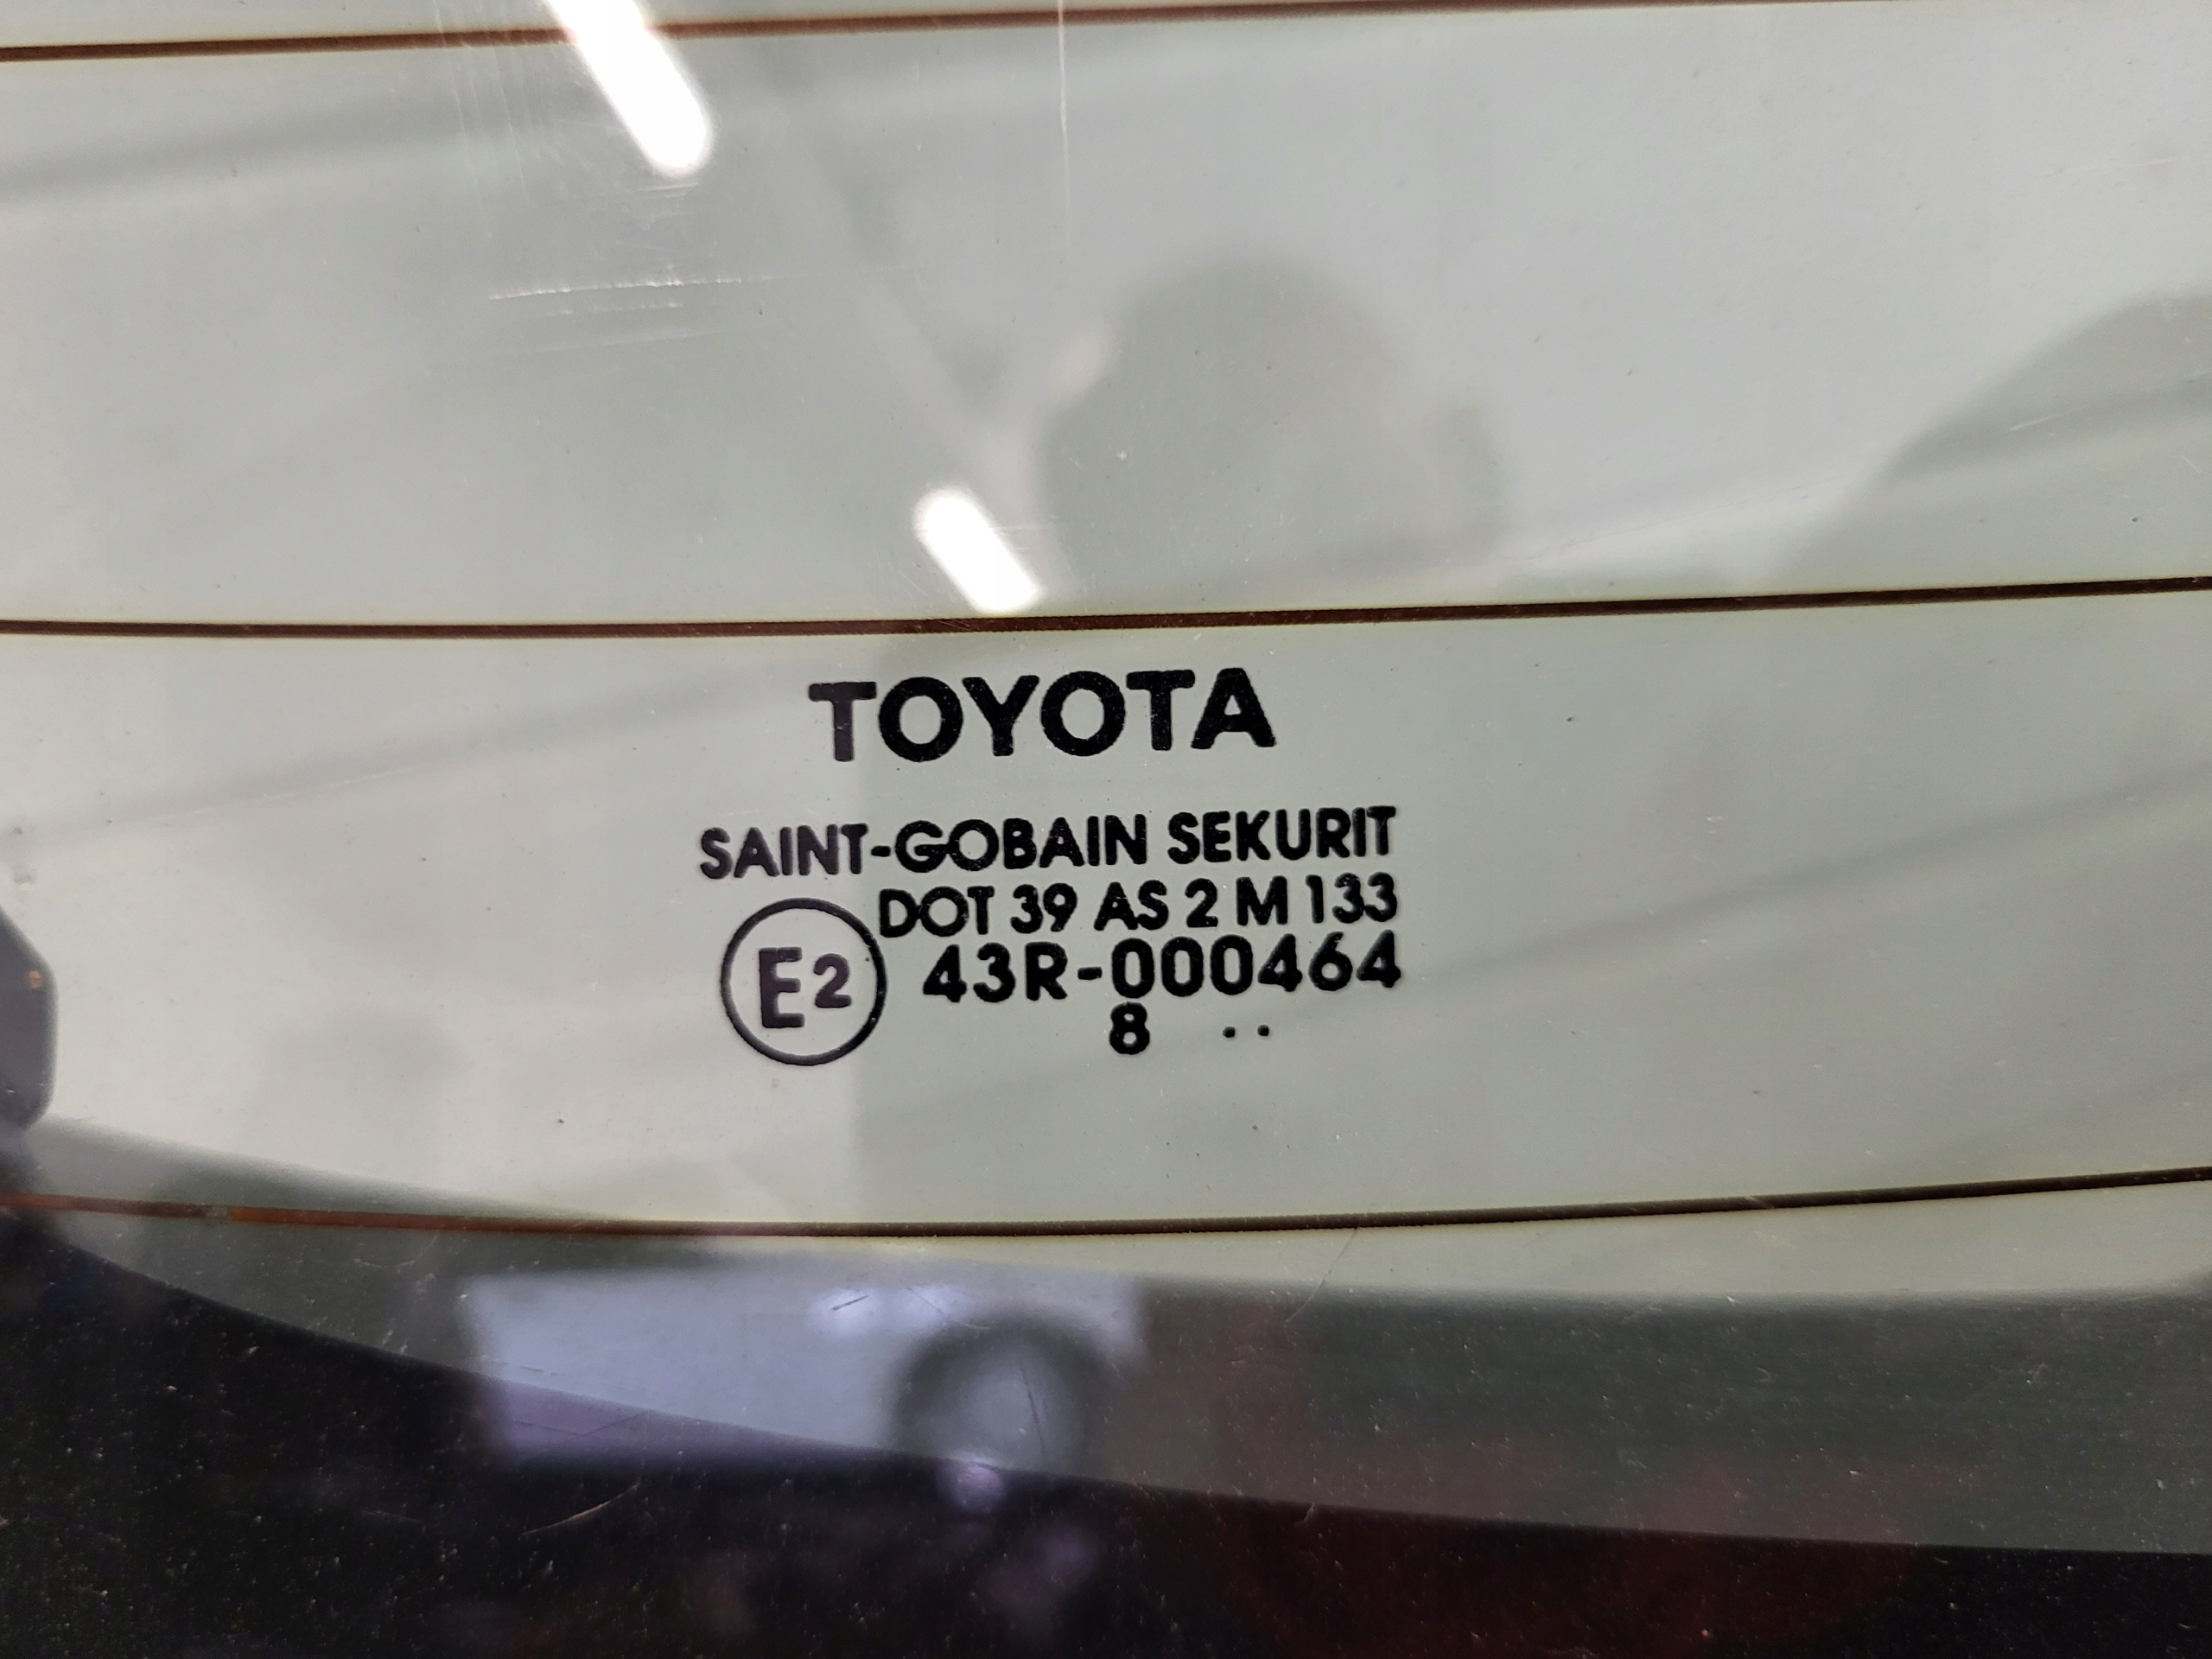 TOYOTA
SAINT-GOBAIN SEKURIT
DOT 39 AS 2 M 133
E2 43R-000464
8 ..